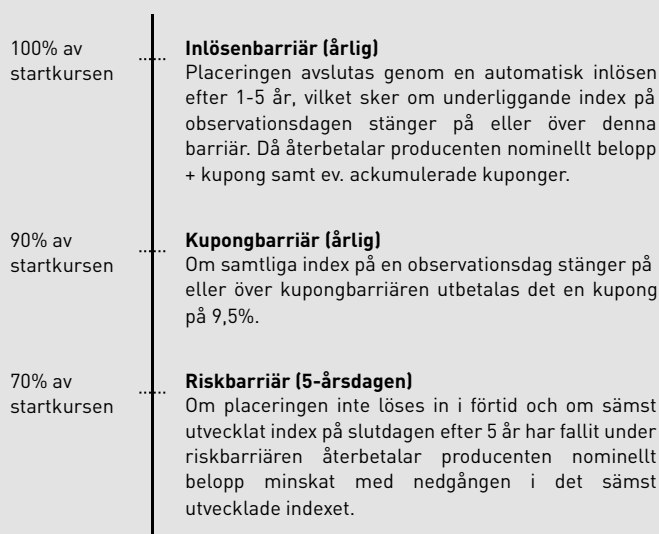 100% av
startkursen
Inlösenbarriär (årlig)
Placeringen avslutas genom en automatisk inlösen
efter 1-5 år, vilket sker om underliggande index på
observationsdagen stänger på eller över denna
barriär. Då återbetalar producenten nominellt belopp
+ kupong samt ev. ackumulerade kuponger.
90% av
startkursen
Kupongbarriär (årlig)
Om samtliga index på en observationsdag stänger på
eller över kupongbarriären utbetalas det en kupong
på 9,5%.
70% av
startkursen
Riskbarriär (5-årsdagen)
Om placeringen inte löses in i förtid och om sämst
utvecklat index på slutdagen efter 5 år har fallit under
riskbarriären återbetalar producenten nominellt
belopp minskat med nedgången i det sämst
utvecklade indexet.